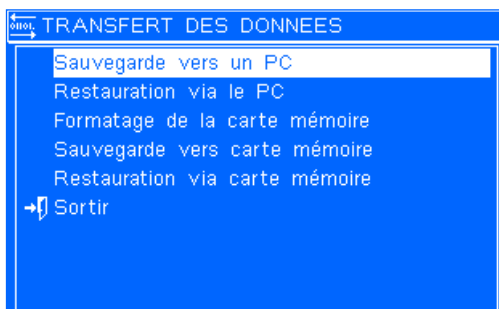 TRANSFERT DES DONNEES
Sauvegarde vers un PC
Restauration via le PC
Formatage de la carte mémoire
Sauvegarde vers carte mémoire
Restauration via carte mémoire
Sortir